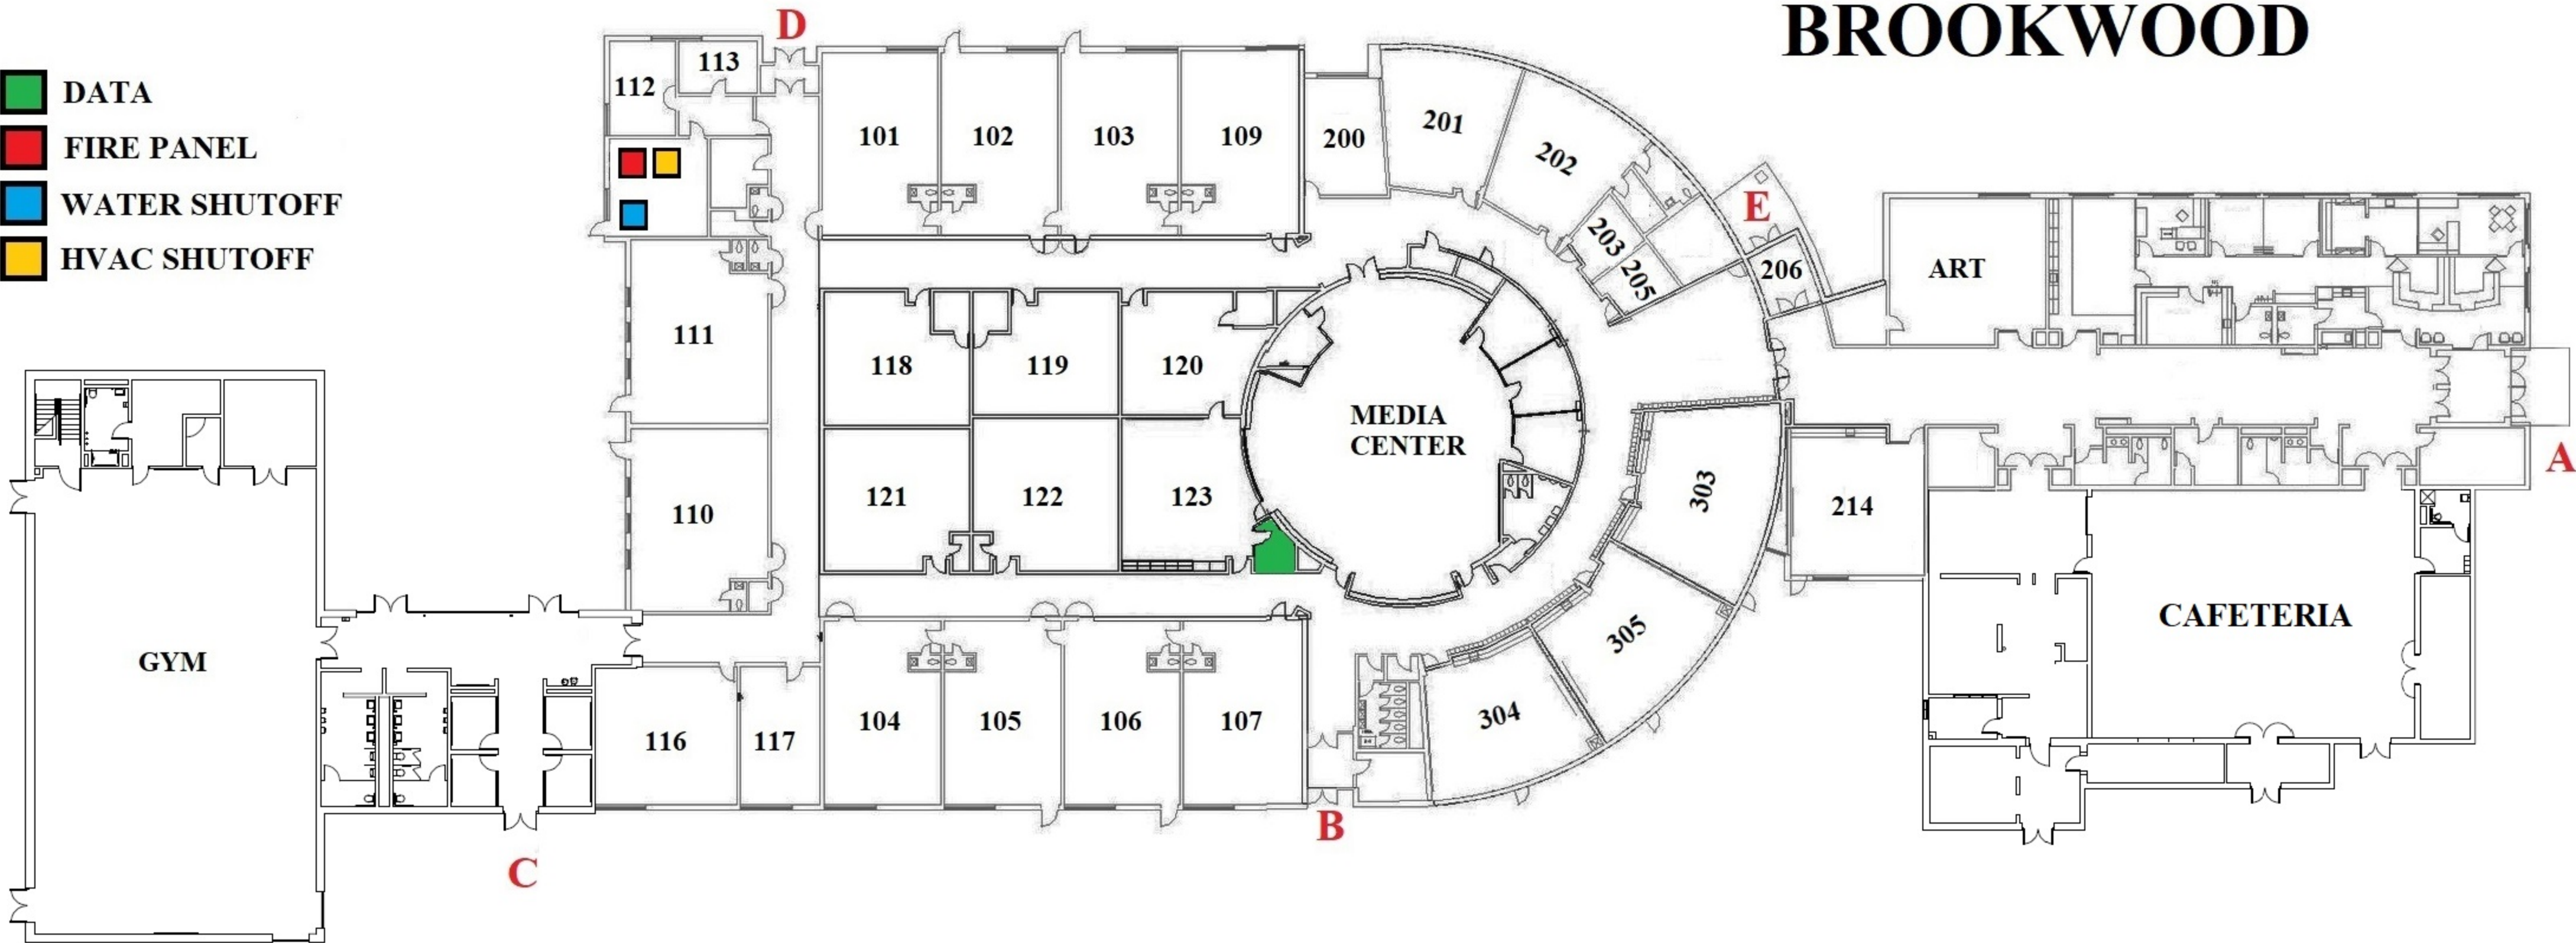 BROOKWOOD
DATA
FIRE PANEL
WATER SHUTOFF
HVAC SHUTOFF
D
113
112
101
102
103
109
200
201
202
203
205
E
206
ART
111
118
119
120
MEDIA
CENTER
110
121
122
123
303
214
A
GYM
CAFETERIA
305
304
116
117
104
105
106
107
B
C